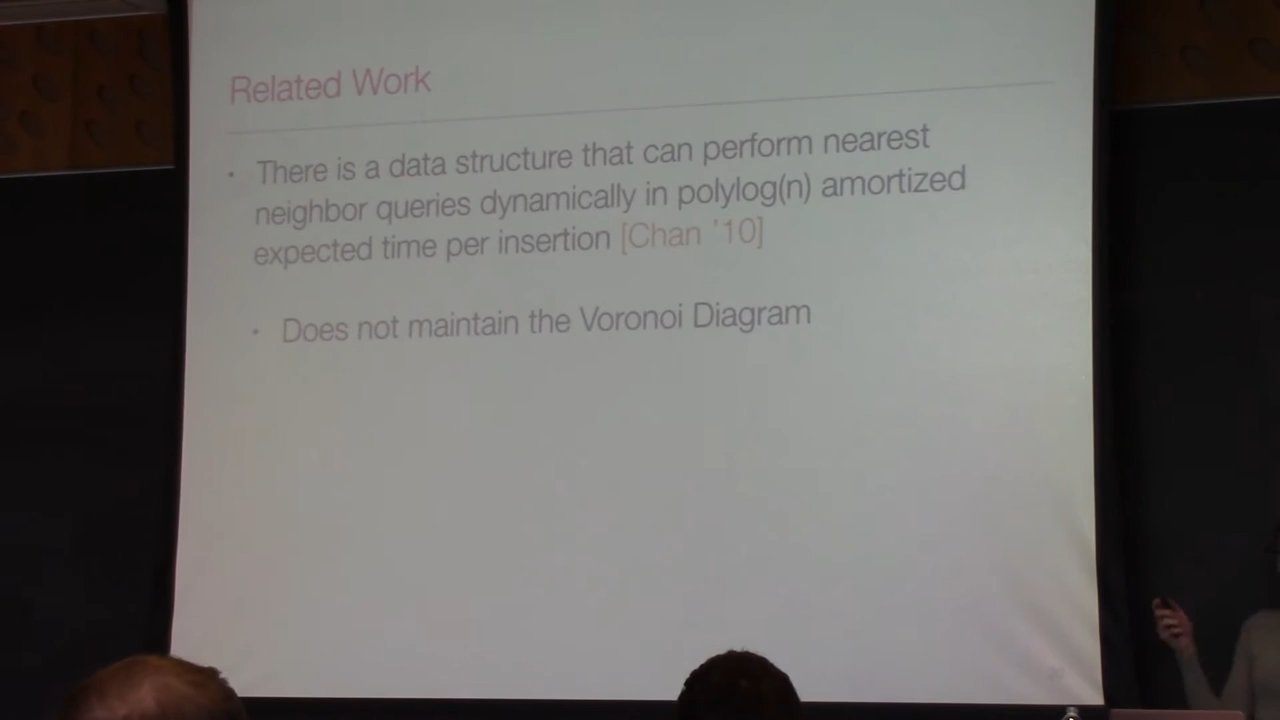 Related Work
• There is a data structure that can perform nearest
neighbor queries dynamically in polylog(n) amortized
expected time per insertion [Chan '10]
• Does not maintain the Voronoi Diagram